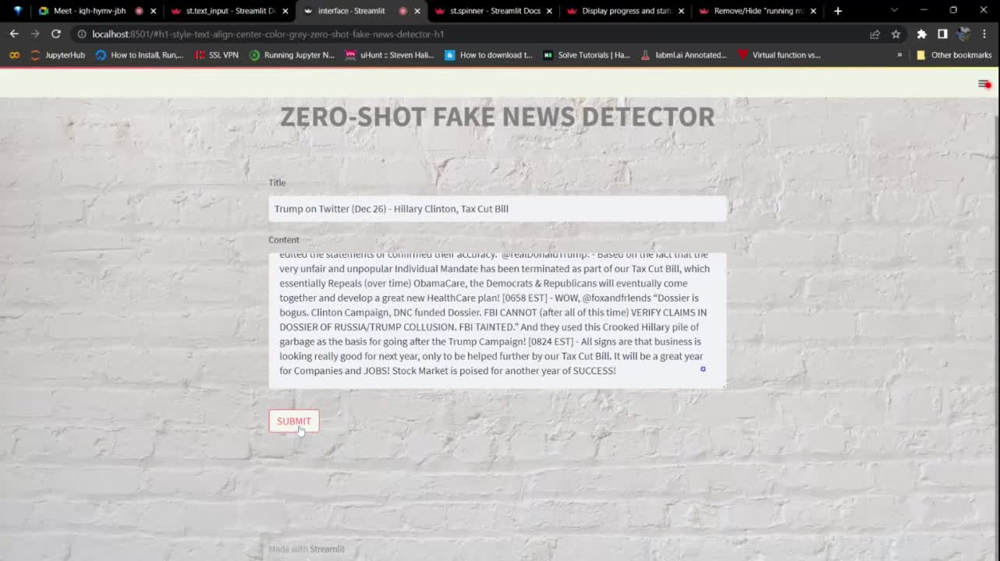 Meet - iqh-hymv-jbh
st.text_input - Streamlit D
interface · Streamlit
st.spinner - Streamlit Docs
Display progress and statu
Remove/Hide "running m
localhost:8501/#h1-style-text-align-center-color-grey-zero-shot-fake-news-detector-h1
JupyterHub
How to Install, Run,...
SSL VPN
Running Jupyter N...
uHunt :: Steven Hali...
How to download t...
Solve Tutorials | Ha...
labml.ai Annotated...
Virtual function vs...
»
Other bookmarks
ZERO-SHOT FAKE NEWS DETECTOR
Title
Trump on Twitter (Dec 26) - Hillary Clinton, Tax Cut Bill
Content
edited the statements or confirmed their accuracy. @realDonaldTrump: - Based on the fact that the
very unfair and unpopular Individual Mandate has been terminated as part of our Tax Cut Bill, which
essentially Repeals (over time) ObamaCare, the Democrats & Republicans will eventually come
together and develop a great new HealthCare plan! [0658 EST] - WOW, @foxandfrlends “Dossier is
bogus. Clinton Campaign, DNC funded Dossier. FBI CANNOT (after all of this time) VERIFY CLAIMS IN
DOSSIER OF RUSSIA/TRUMP COLLUSION. FBI TAINTED.” And they used this Crooked Hillary pile of
garbage as the basis for going after the Trump Campaign! [0824 EST] - All signs are that business is
looking really good for next year, only to be helped further by our Tax Cut Bill. It will be a great year
for Companies and JOBS! Stock Market is poised for another year of SUCCESS!
SUBMIT
Made with Streamlit